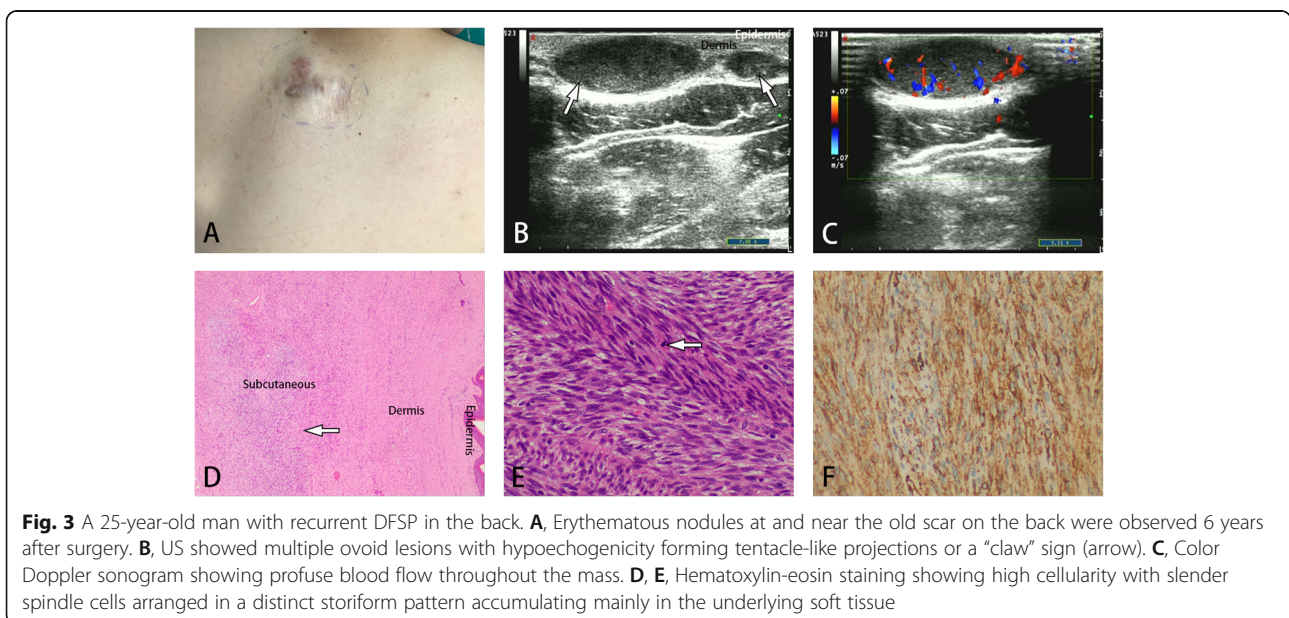 A
523
Epidermis
Dermis
B
A523
+.07
-.07
m/s
C
Subcutaneous
Dermis
Epidermis
D
E
F
Fig. 3 A 25-year-old man with recurrent DFSP in the back. A, Erythematous nodules at and near the old scar on the back were observed 6 years
after surgery. B, US showed multiple ovoid lesions with hypoechogenicity forming tentacle-like projections or a “claw” sign (arrow). C, Color
Doppler sonogram showing profuse blood flow throughout the mass. D, E, Hematoxylin-eosin staining showing high cellularity with slender
spindle cells arranged in a distinct storiform pattern accumulating mainly in the underlying soft tissue